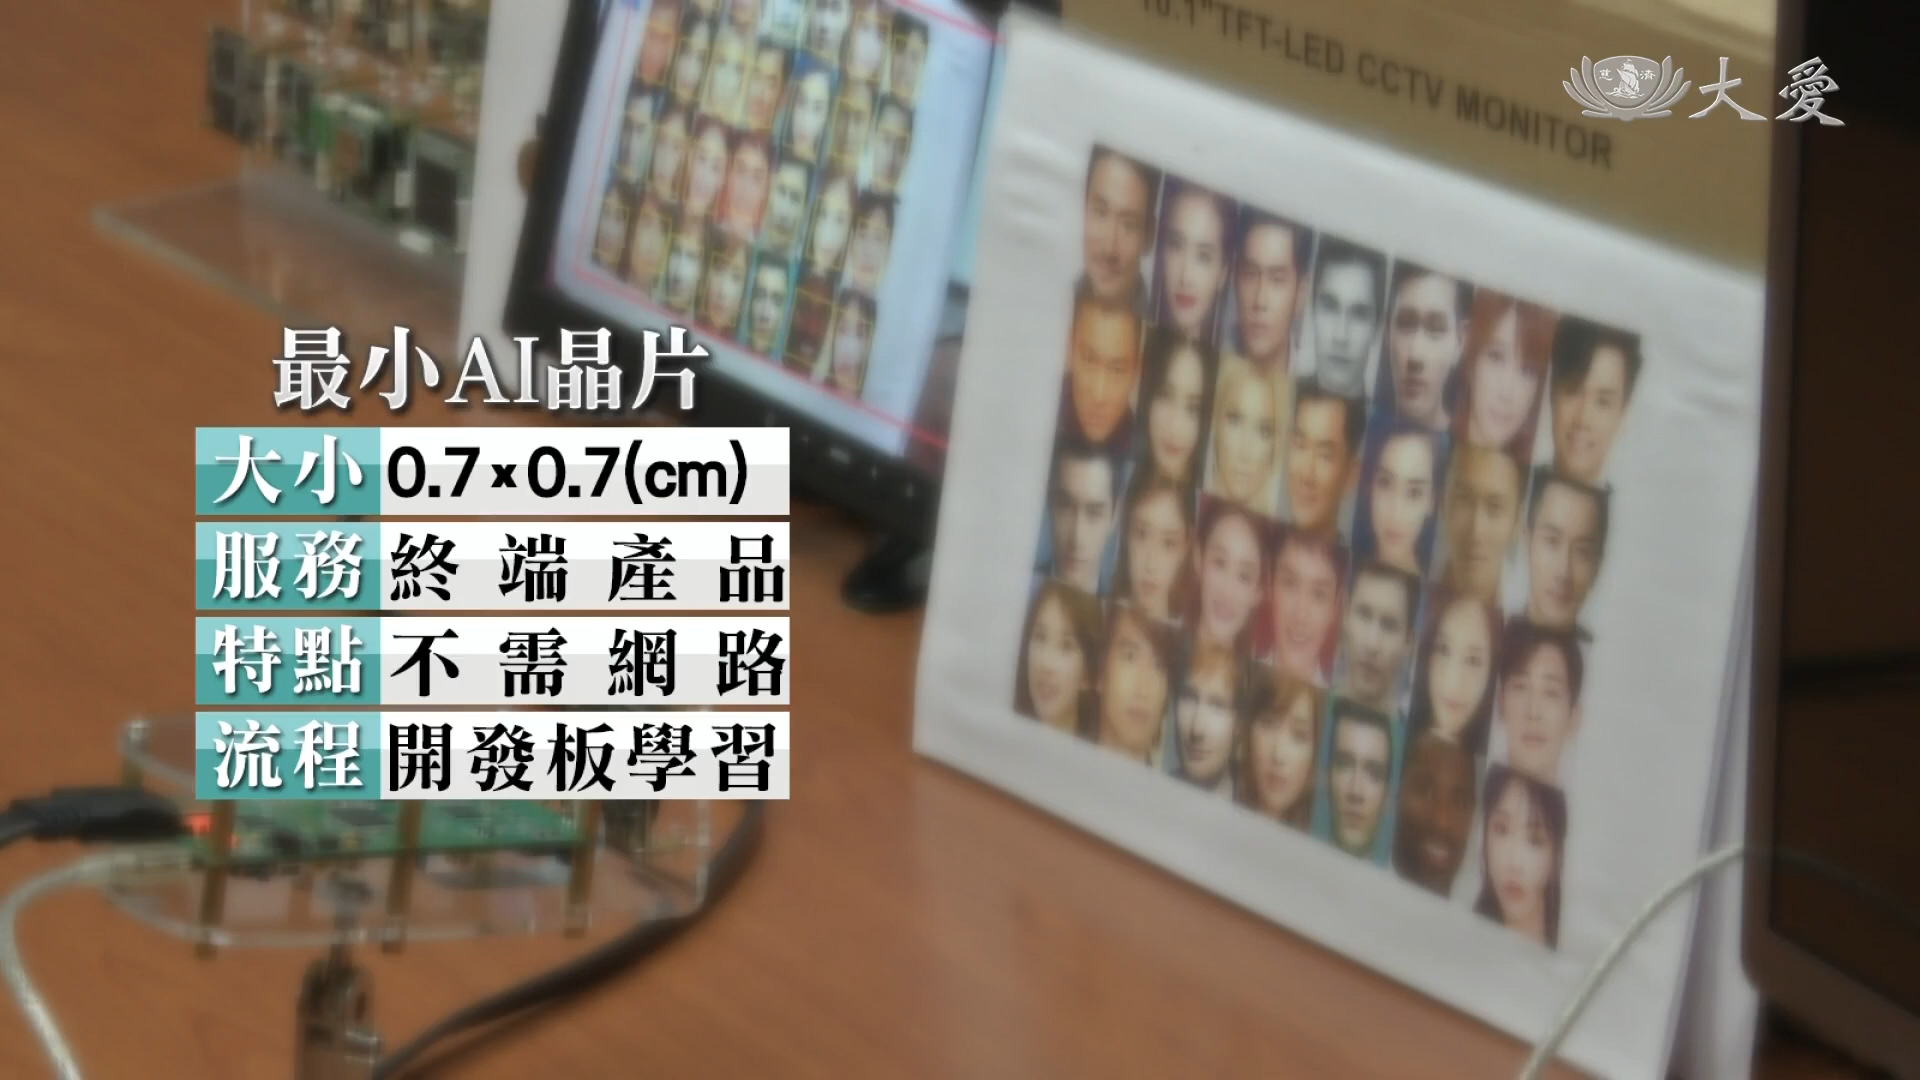 10.1"TFT-LED CCTV MONITOR
慈濟
大愛
最小AI晶片
大小 0.7×0.7(cm)
服務 終端產品
特點 不需網路
流程 開發板學習